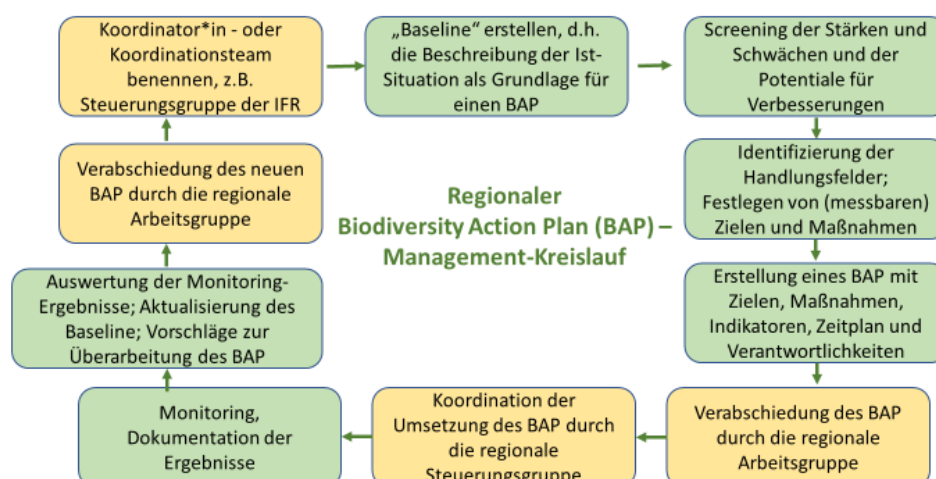 Koordinator*in - oder
Koordinationsteam
benennen, z.B.
Steuerungsgruppe der IFR
„Baseline“ erstellen, d.h.
die Beschreibung der Ist-
Situation als Grundlage für
einen BAP
Screening der Stärken und
Schwächen und der
Potentiale für
Verbesserungen
Identifizierung der
Handlungsfelder;
Festlegen von (messbaren)
Zielen und Maßnahmen
Erstellung eines BAP mit
Zielen, Maßnahmen,
Indikatoren, Zeitplan und
Verantwortlichkeiten
Verabschiedung des BAP
durch die regionale
Arbeitsgruppe
Koordination der
Umsetzung des BAP durch
die regionale
Steuerungsgruppe
Monitoring,
Dokumentation der
Ergebnisse
Auswertung der Monitoring-
Ergebnisse; Aktualisierung des
Baseline; Vorschläge zur
Überarbeitung des BAP
Verabschiedung des neuen
BAP durch die regionale
Arbeitsgruppe
Regionaler
Biodiversity Action Plan (BAP) –
Management-Kreislauf